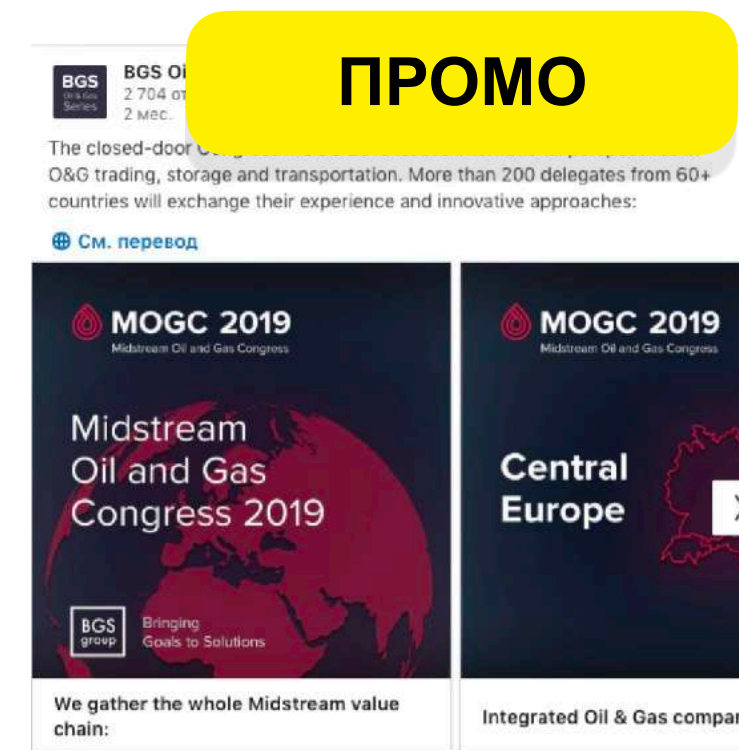 ПРОМО
BGS
Oil & Gas
Series
BGS Oi
2 704 от
2 мес.
The closed-door
O&G trading, storage and transportation. More than 200 delegates from 60+
countries will exchange their experience and innovative approaches:
См. перевод
MOGC 2019
Midstream Oil and Gas Congress
Midstream
Oil and Gas
Congress 2019
BGS
group
Bringing
Goals to Solutions
We gather the whole Midstream value
chain:
MOGC 2019
Midstream Oil and Gas Congress
Central
Europe
Integrated Oil & Gas compan